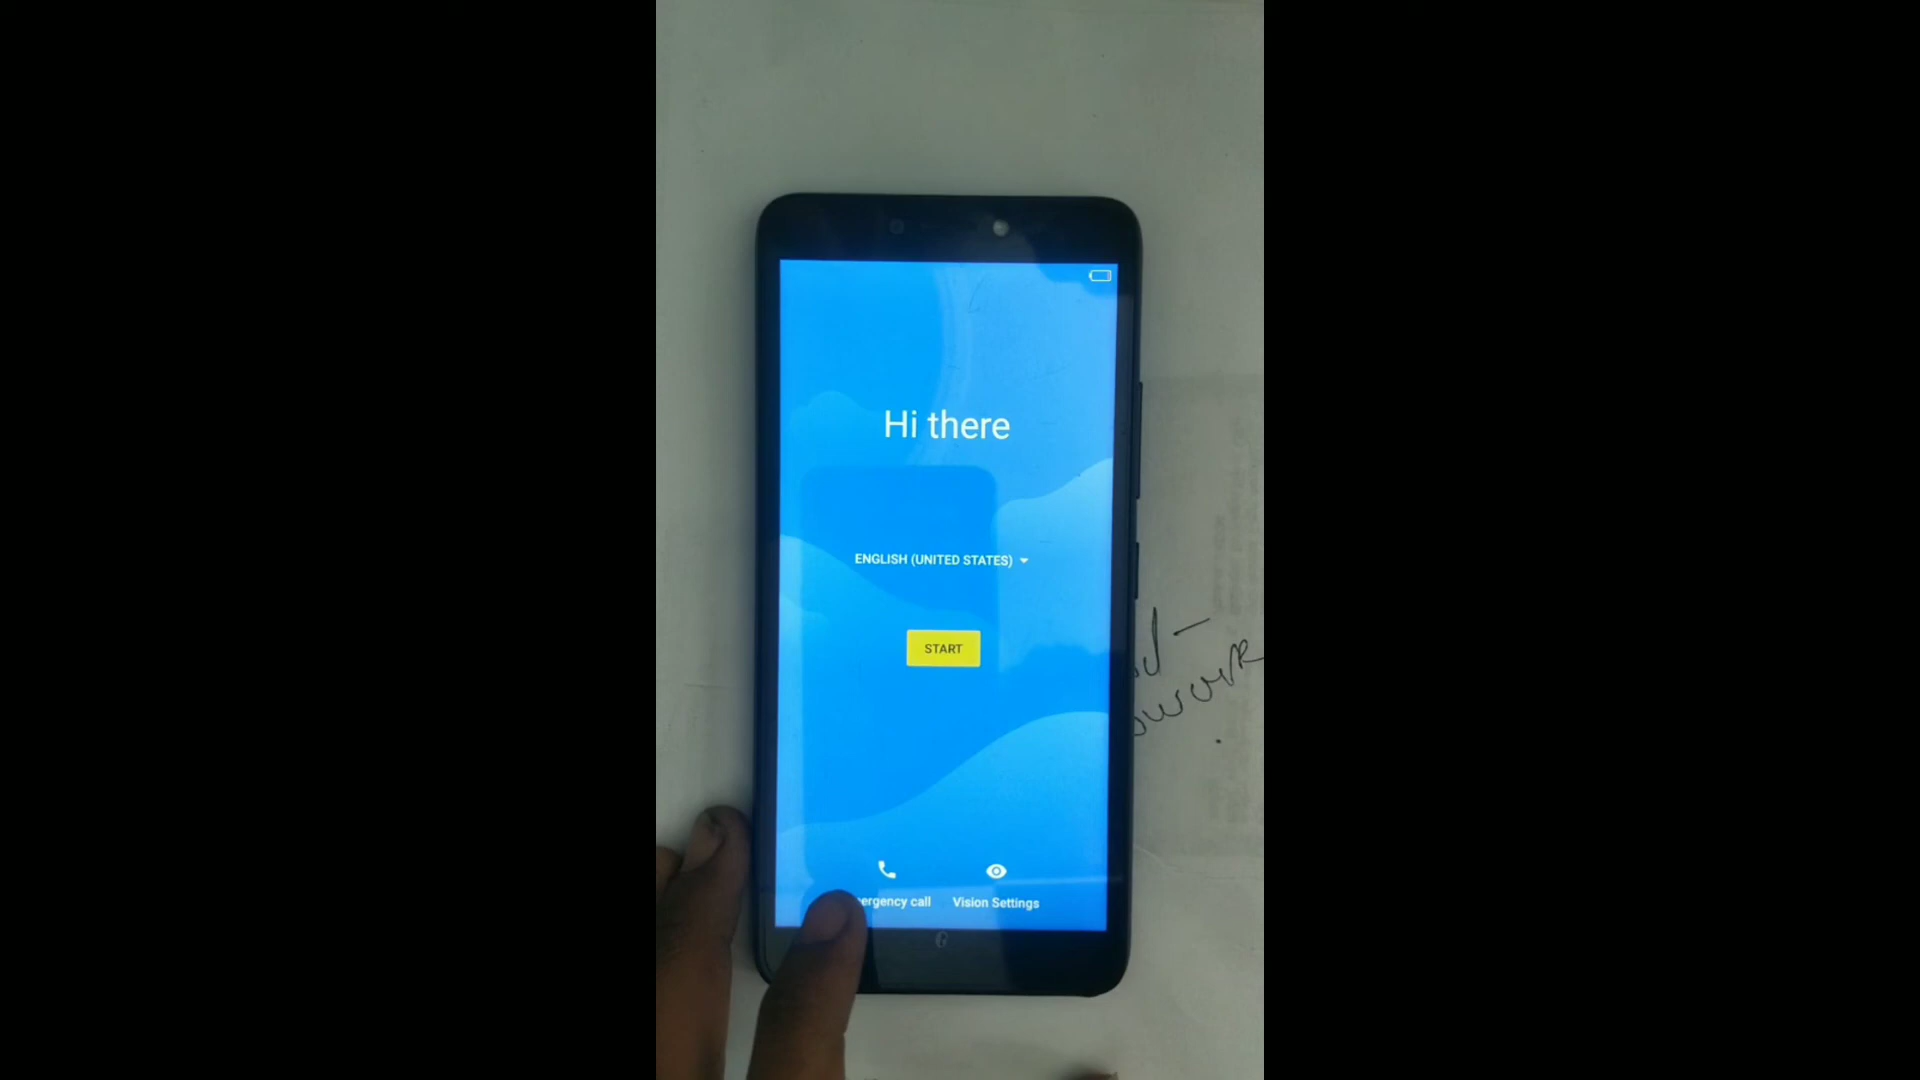 Hi there
ENGLISH (UNITED STATES)
START
ergency call
Vision Settings